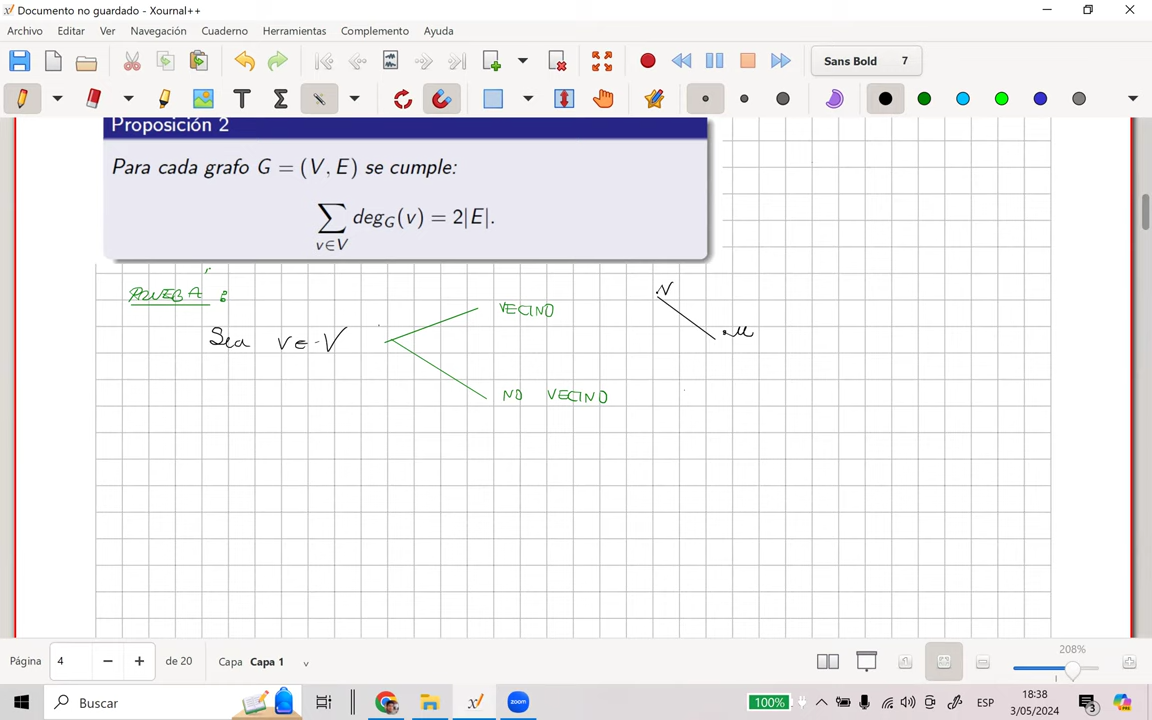 Documento no guardado - Xournal++
Archivo Editar Ver Navegación Cuaderno Herramientas Complemento Ayuda
Sans Bold 7
Proposición 2
Para cada grafo G = (V, E) se cumple:
∑ deg_G(v) = 2|E|.
v∈V
PRUEBA :
N
VECINO
u
Sea v ∈ V
NO VECINO
Página 4 de 20 Capa Capa 1
208%
Buscar
100%
ESP
18:38
3/05/2024
3
zoom